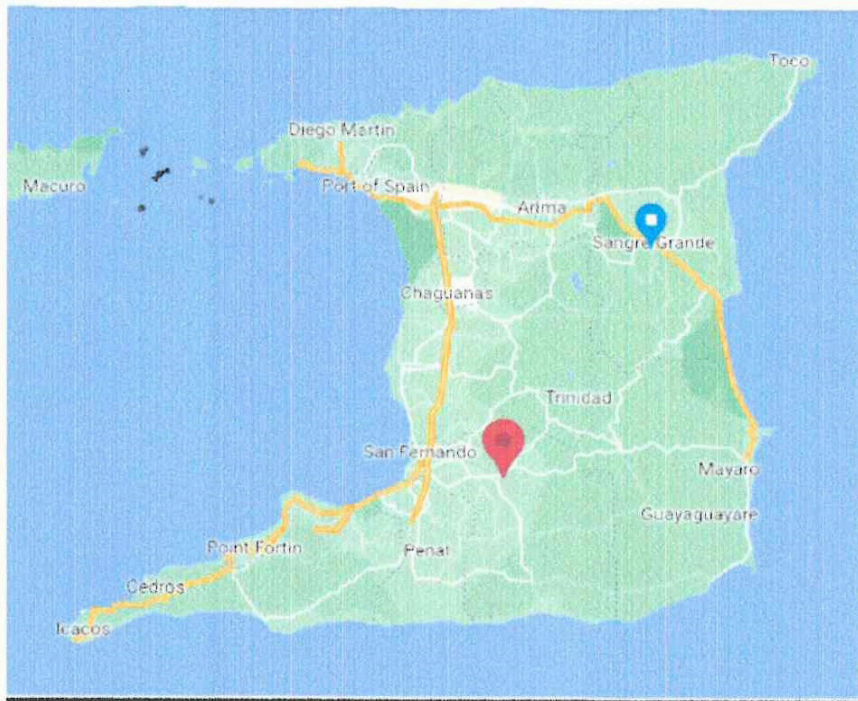 Toco
Diego Martin
Macuro
Port of Spain
Arima
Sangre Grande
Chaguanas
Trinidad
San Fernando
Mayaro
Guayaguayare
Point Fortin
Penal
Cedros
Icacos